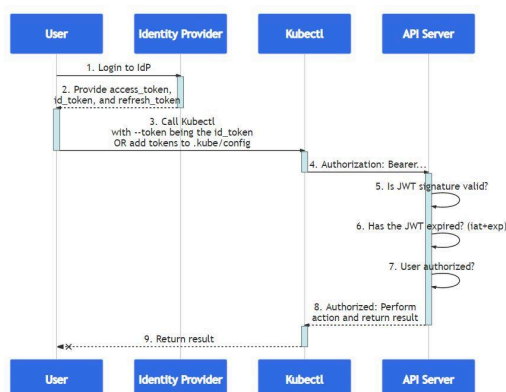 User
Identity Provider
Kubectl
API Server
1. Login to IdP
2. Provide access_token,
id_token, and refresh_token
3. Call Kubectl
with --token being the id_token
OR add tokens to .kube/config
4. Authorization: Bearer...
5. Is JWT signature valid?
6. Has the JWT expired? (iat+exp)
7. User authorized?
8. Authorized: Perform
action and return result
9. Return result
User
Identity Provider
Kubectl
API Server